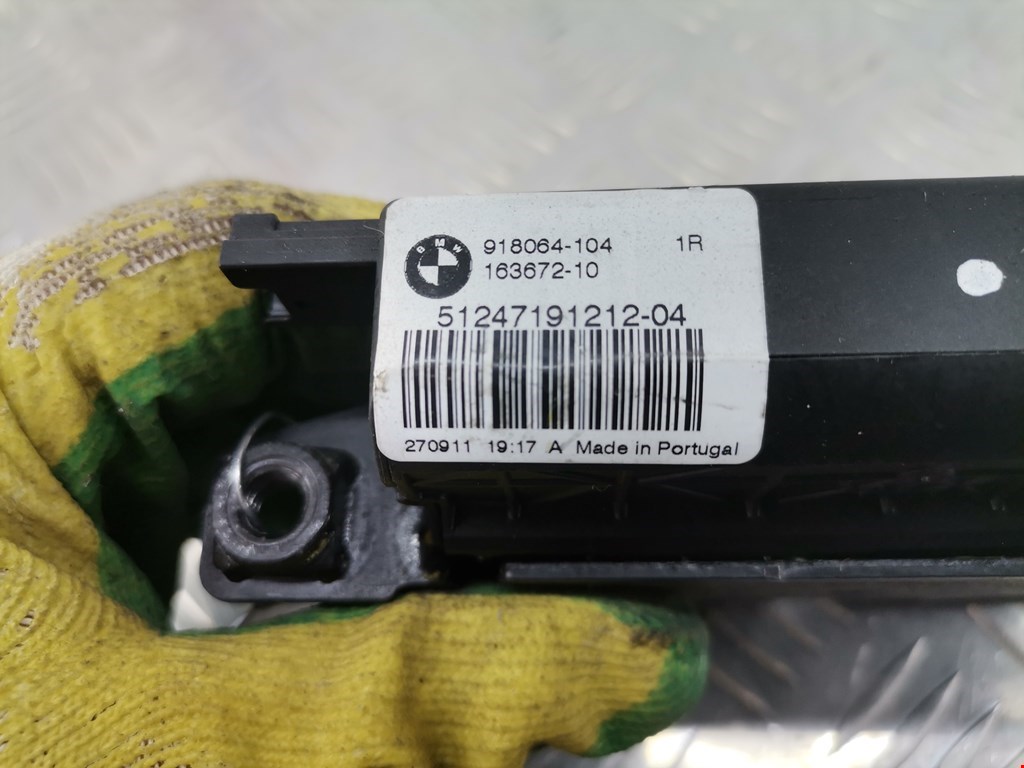 BMW
918064-104 1R
163672-10
51247191212-04
270911 19:17 A Made in Portugal